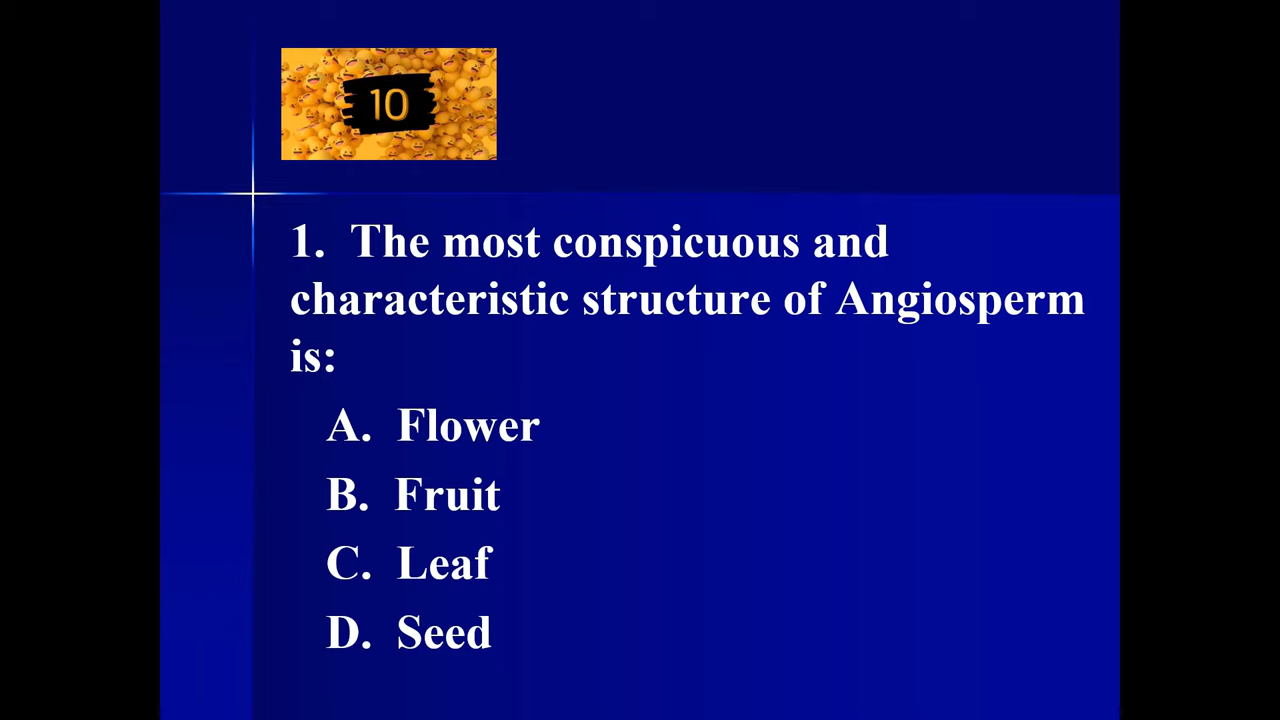 10
1. The most conspicuous and
characteristic structure of Angiosperm
is:
A. Flower
B. Fruit
C. Leaf
D. Seed